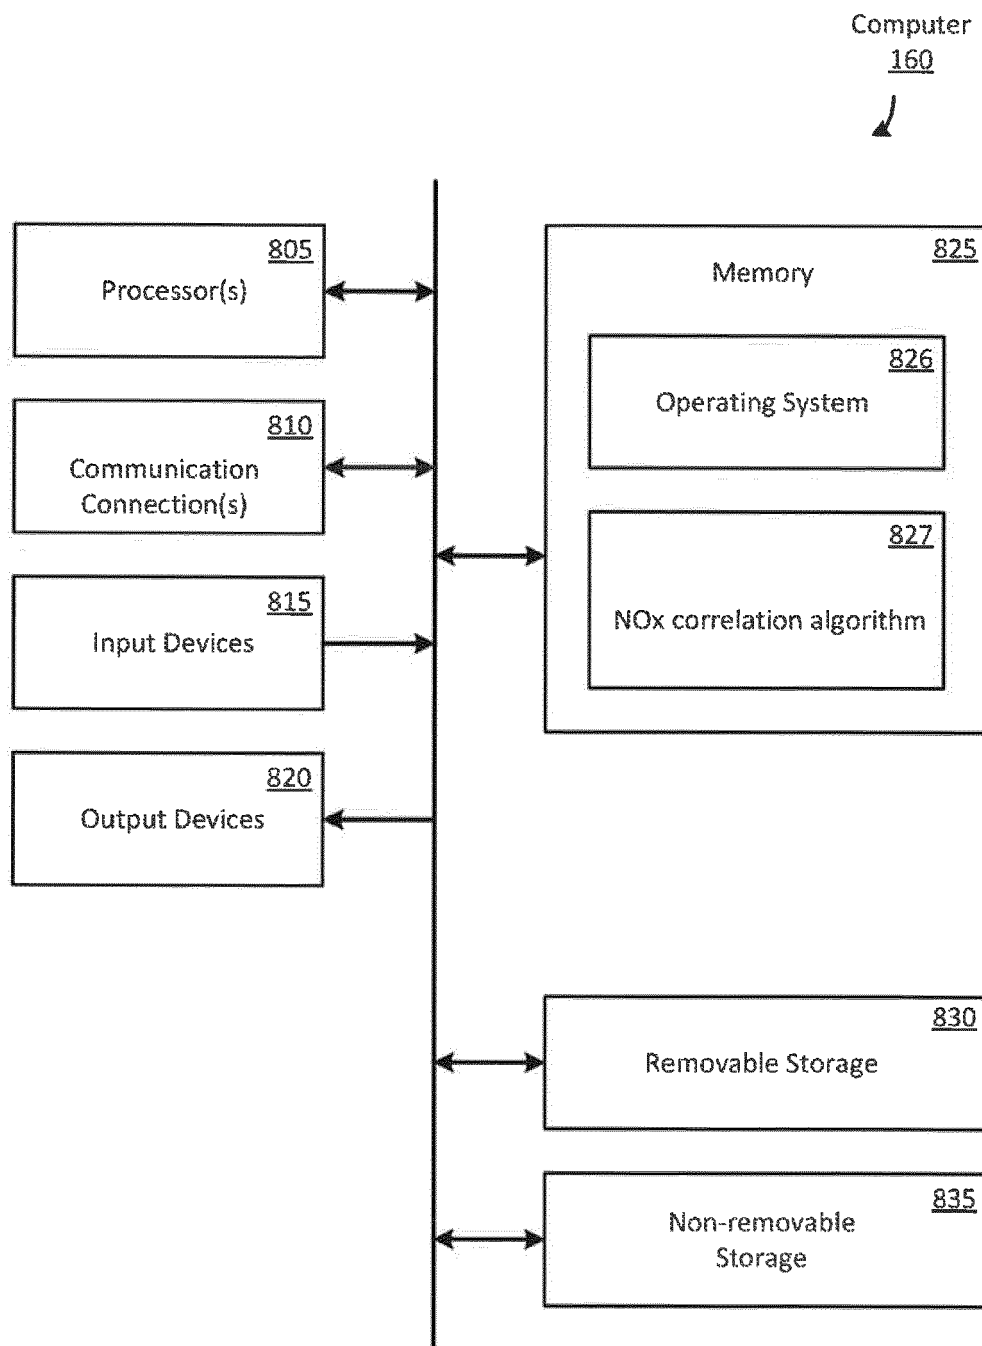 Computer
160
805
Processor(s)
810
Communication
Connection(s)
815
Input Devices
820
Output Devices
825
Memory
826
Operating System
827
NOx correlation algorithm
830
Removable Storage
835
Non-removable
Storage